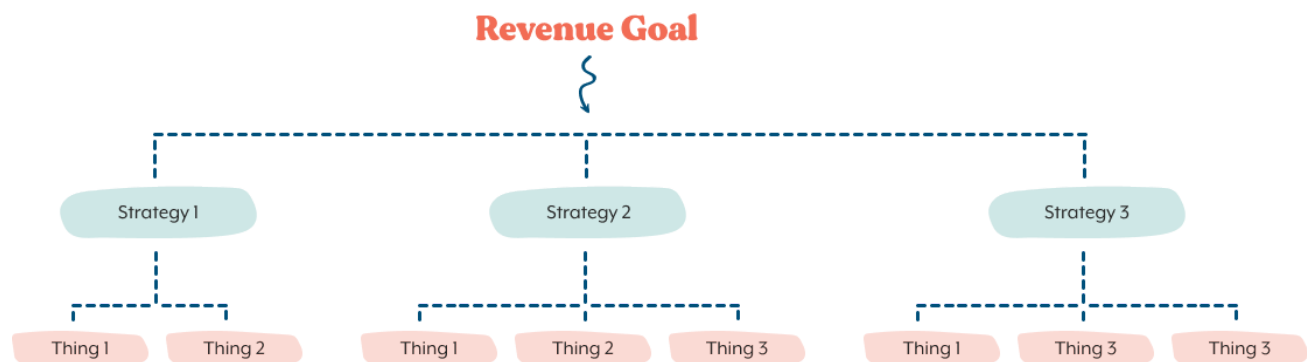 Revenue Goal
Strategy 1
Strategy 2
Strategy 3
Thing 1
Thing 2
Thing 1
Thing 2
Thing 3
Thing 1
Thing 3
Thing 3